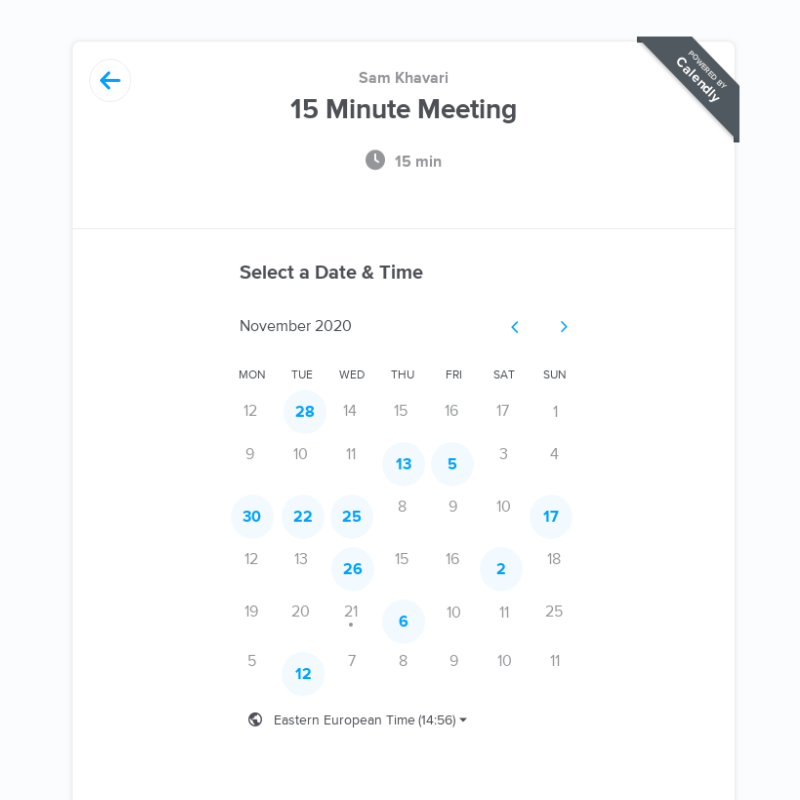 Sam Khavari
15 Minute Meeting
15 min
POWERED BY
Calendly
Select a Date & Time
November 2020
MON TUE WED THU FRI SAT SUN
12 28 14 15 16 17 1
9 10 11 13 5 3 4
30 22 25 8 9 10 17
12 13 26 15 16 2 18
19 20 21 6 10 11 25
5 12 7 8 9 10 11
Eastern European Time (14:56)